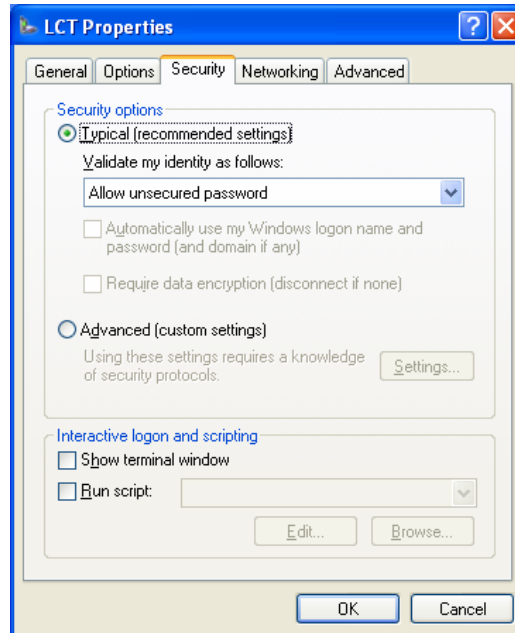 LCT Properties
General Options Security Networking Advanced
Security options
Typical (recommended settings)
Validate my identity as follows:
Allow unsecured password
Automatically use my Windows logon name and
password (and domain if any)
Require data encryption (disconnect if none)
Advanced (custom settings)
Using these settings requires a knowledge
of security protocols.
Settings...
Interactive logon and scripting
Show terminal window
Run script:
Edit... Browse...
OK Cancel